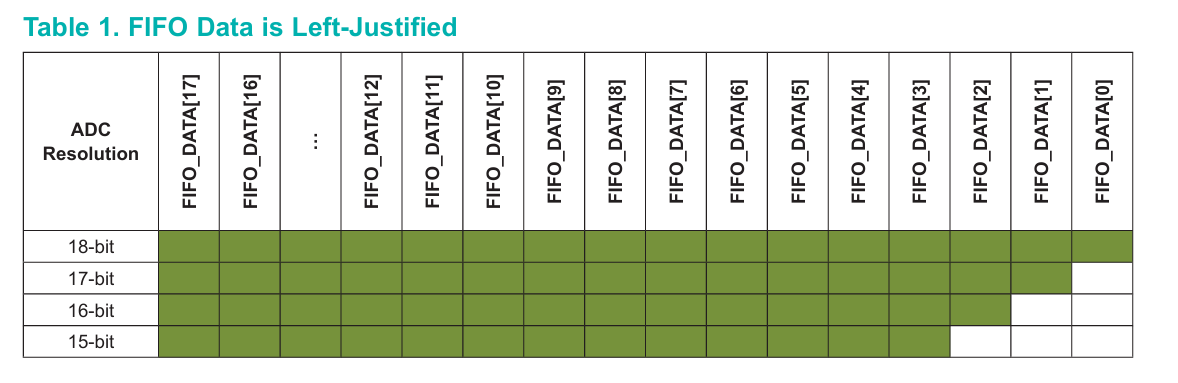 Table 1. FIFO Data is Left-Justified
ADC
Resolution
FIFO_DATA[17]
FIFO_DATA[16]
...
FIFO_DATA[12]
FIFO_DATA[11]
FIFO_DATA[10]
FIFO_DATA[9]
FIFO_DATA[8]
FIFO_DATA[7]
FIFO_DATA[6]
FIFO_DATA[5]
FIFO_DATA[4]
FIFO_DATA[3]
FIFO_DATA[2]
FIFO_DATA[1]
FIFO_DATA[0]
18-bit
17-bit
16-bit
15-bit